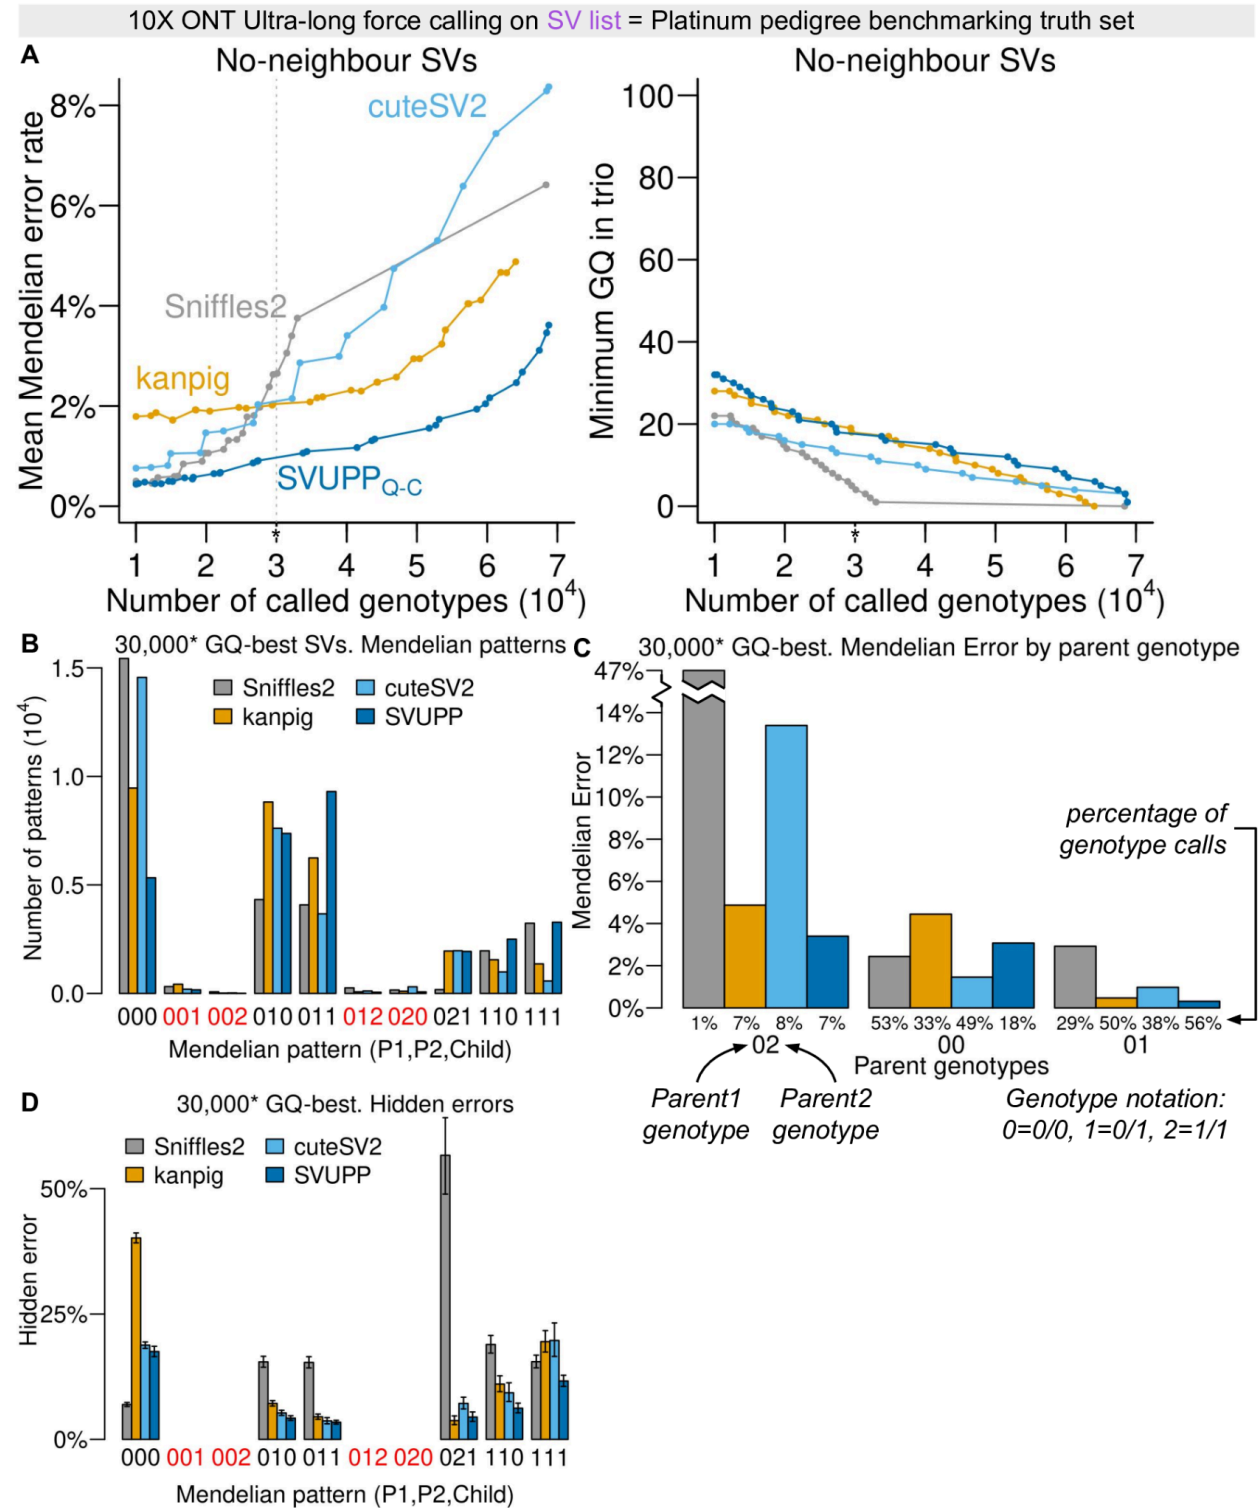 10X ONT Ultra-long force calling on SV list = Platinum pedigree benchmarking truth set
A
No-neighbour SVs
Mean Mendelian error rate
8%
6%
4%
2%
0%
cuteSV2
Sniffles2
kanpig
SVUPP Q-C
*
1 2 3 4 5 6 7
Number of called genotypes (10^4)
No-neighbour SVs
Minimum GQ in trio
100
80
60
40
20
0
*
1 2 3 4 5 6 7
Number of called genotypes (10^4)
B
30,000* GQ-best SVs. Mendelian patterns
Number of patterns (10^4)
1.5
1.0
0.5
0.0
Sniffles2 cuteSV2
kanpig SVUPP
000 001 002 010 011 012 020 021 110 111
Mendelian pattern (P1,P2,Child)
C
30,000* GQ-best. Mendelian Error by parent genotype
Mendelian Error
47%
14%
12%
10%
8%
6%
4%
2%
0%
percentage of
genotype calls
1% 7% 8% 7% 53% 33% 49% 18% 29% 50% 38% 56%
02 00 01
Parent genotypes
Parent1
genotype
Parent2
genotype
Genotype notation:
0=0/0, 1=0/1, 2=1/1
D
30,000* GQ-best. Hidden errors
Hidden error
Sniffles2 cuteSV2
kanpig SVUPP
50%
25%
0%
000 001 002 010 011 012 020 021 110 111
Mendelian pattern (P1,P2,Child)